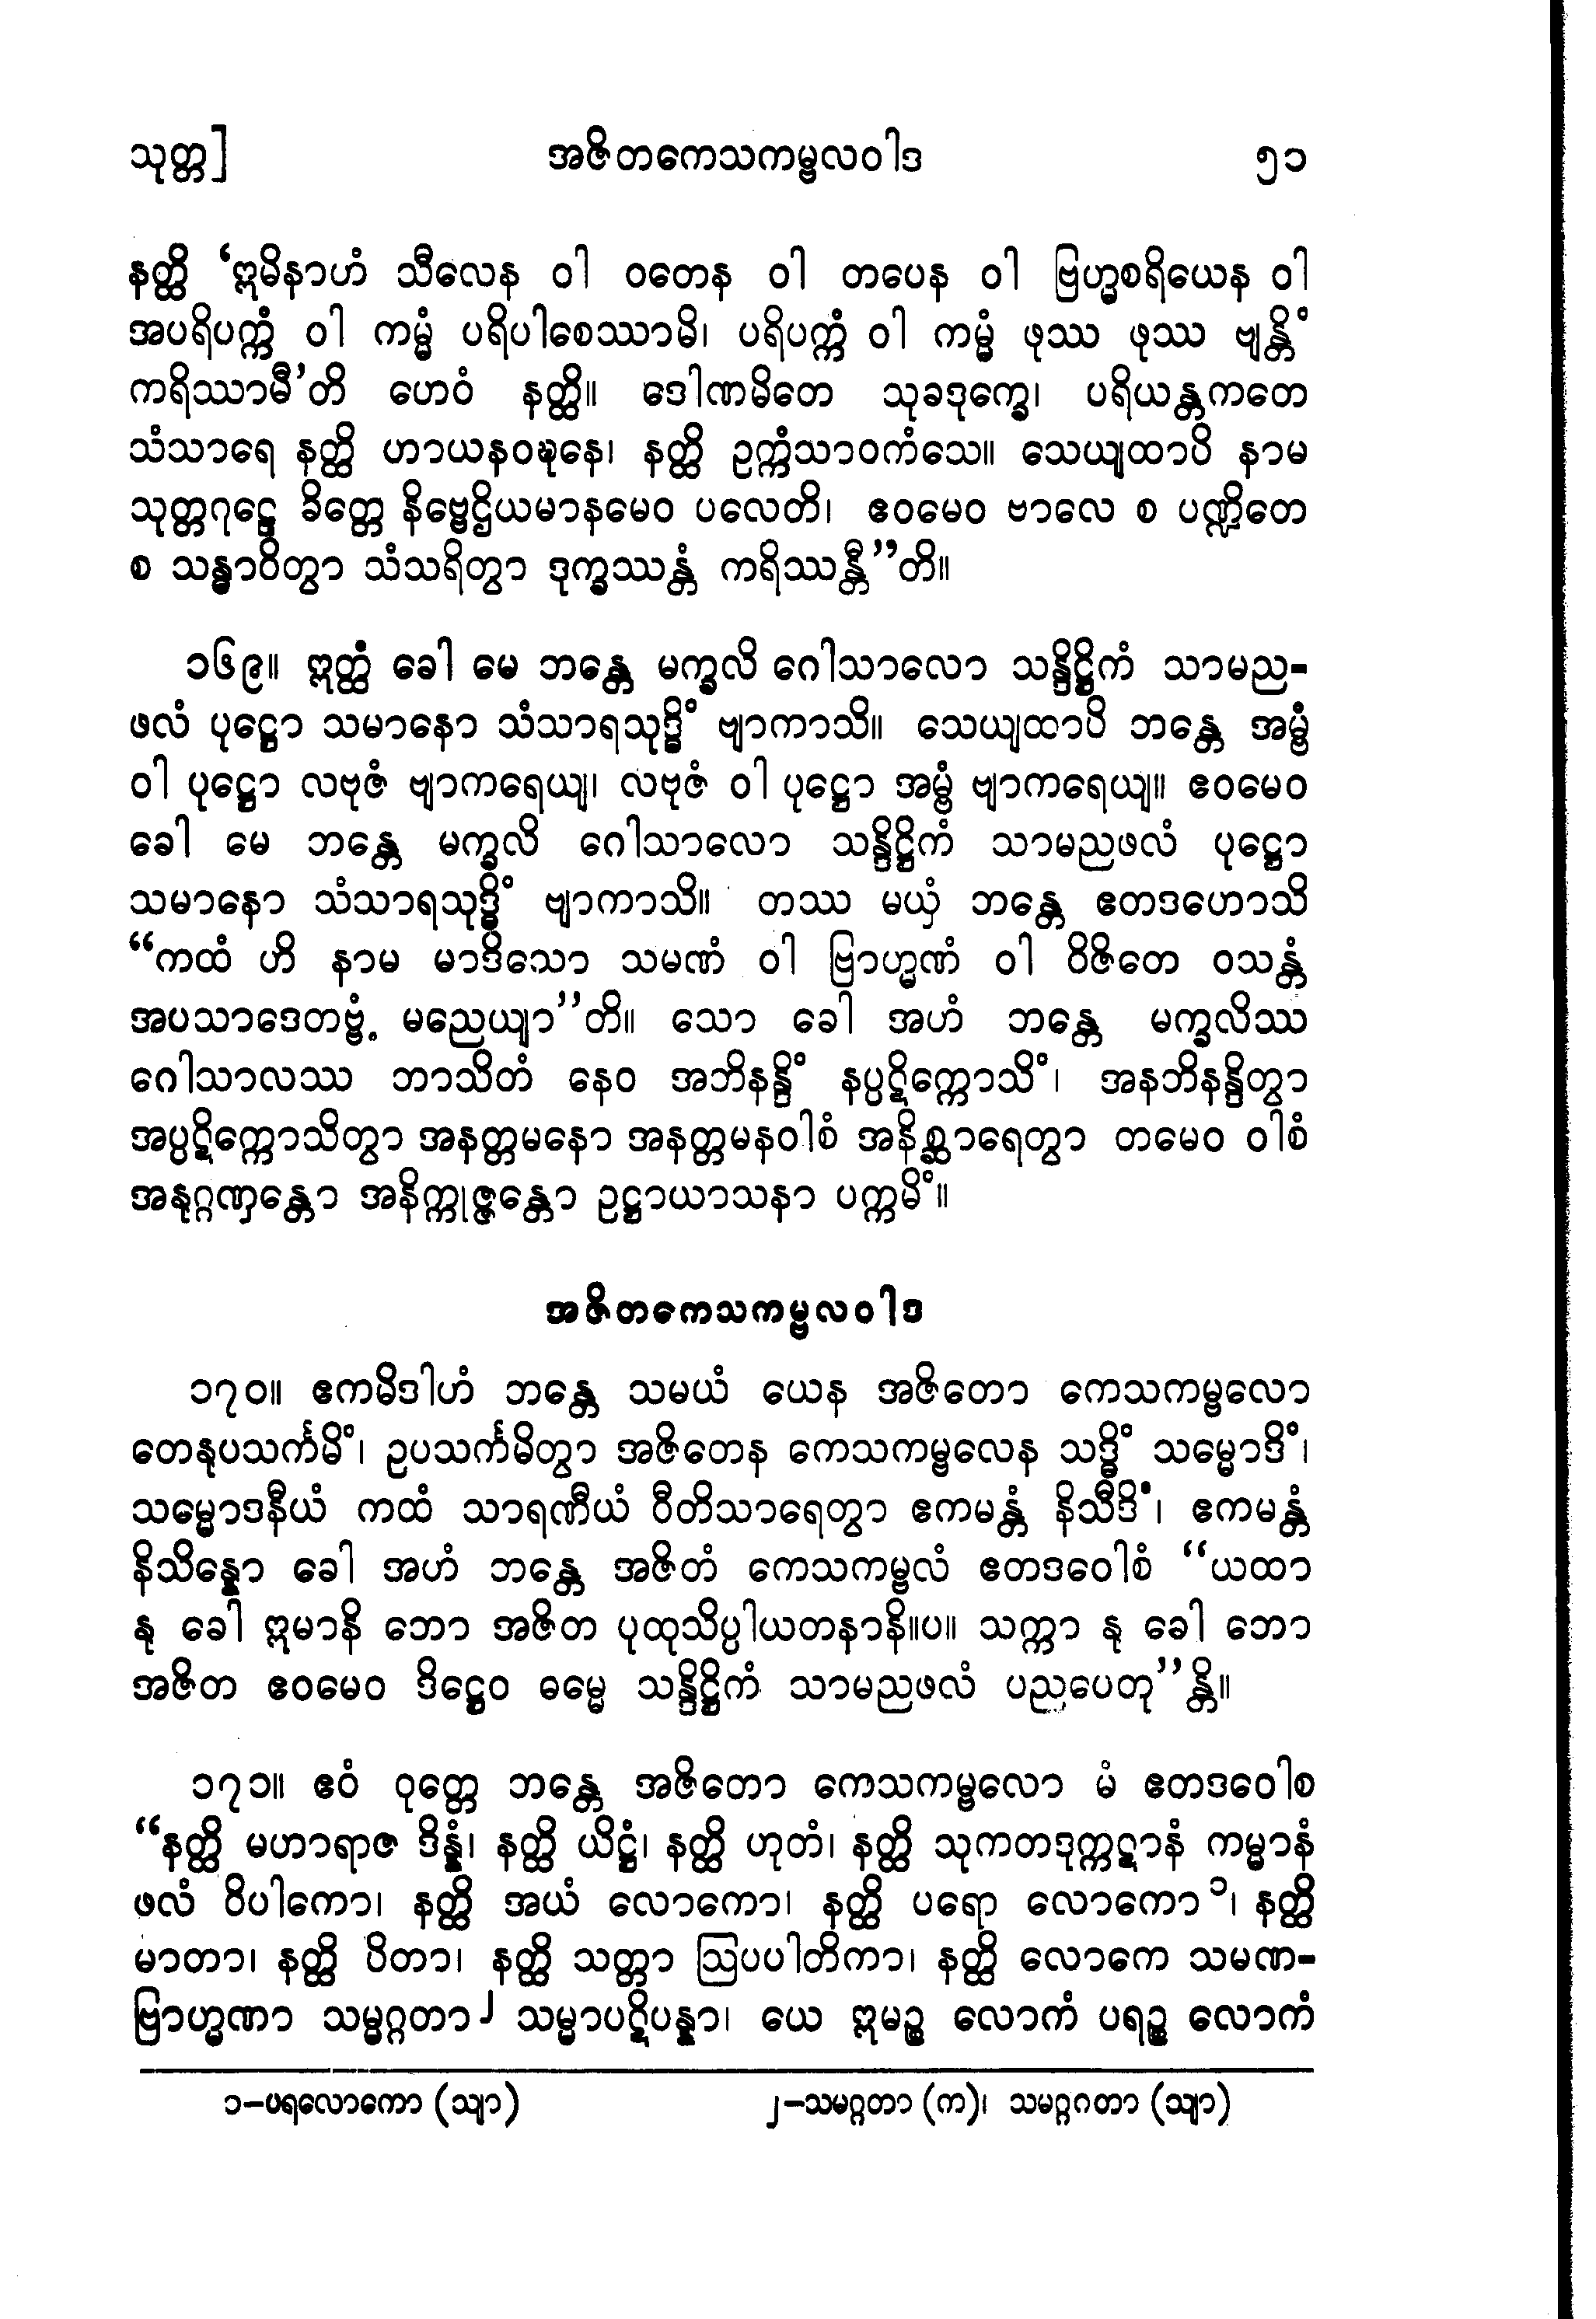 သုတ္တ] အဇိတကေသကမ္ဗလဝါဒ ၅၁
နတ္ထိ ‘ဣမိနာဟံ သီလေန ဝါ ဝတေန ဝါ တပေန ဝါ ဗြဟ္မစရိယေန ဝါ
အပရိပက္ကံ ဝါ ကမ္မံ ပရိပါစေဿာမိ၊ ပရိပက္ကံ ဝါ ကမ္မံ ဖုဿ ဖုဿ ဗျန္တိံ
ကရိဿာမီ’တိ ဟေဝံ နတ္ထိ။ ဒေါဏမိတေ သုခဒုက္ခေ၊ ပရိယန္တကတေ
သံသာရေ နတ္ထိ ဟာယနဝဍ္ဎနေ၊ နတ္ထိ ဥက္ကံသာဝကံသေ။ သေယျထာပိ နာမ
သုတ္တဂုဠေ ခိတ္တေ နိဗ္ဗေဌိယမာနမေဝ ပလေတိ၊ ဧဝမေဝ ဗာလေ စ ပဏ္ဍိတေ
စ သန္ဓာဝိတွာ သံသရိတွာ ဒုက္ခဿန္တံ ကရိဿန္တီ”တိ။
၁၆၉။ ဣတ္ထံ ခေါ မေ ဘန္တေ မက္ခလိ ဂေါသာလော သန္ဒိဋ္ဌိကံ သာမည-
ဖလံ ပုဋ္ဌော သမာနော သံသာရသုဒ္ဓိံ ဗျာကာသိ။ သေယျထာပိ ဘန္တေ အမ္ဗံ
ဝါ ပုဋ္ဌော လဗုဇံ ဗျာကရေယျ၊ လဗုဇံ ဝါ ပုဋ္ဌော အမ္ဗံ ဗျာကရေယျ။ ဧဝမေဝ
ခေါ မေ ဘန္တေ မက္ခလိ ဂေါသာလော သန္ဒိဋ္ဌိကံ သာမညဖလံ ပုဋ္ဌော
သမာနော သံသာရသုဒ္ဓိံ ဗျာကာသိ။ တဿ မယှံ ဘန္တေ ဧတဒဟောသိ
“ကထံ ဟိ နာမ မာဒိသော သမဏံ ဝါ ဗြာဟ္မဏံ ဝါ ဝိဇိတေ ဝသန္တံ
အပသာဒေတဗ္ဗံ မညေယျာ”တိ။ သော ခေါ အဟံ ဘန္တေ မက္ခလိဿ
ဂေါသာလဿ ဘာသိတံ နေဝ အဘိနန္ဒိံ နပ္ပဋိက္ကောသိံ၊ အနဘိနန္ဒိတွာ
အပ္ပဋိက္ကောသိတွာ အနတ္တမနော အနတ္တမနဝါစံ အနိစ္ဆာရေတွာ တမေဝ ဝါစံ
အနုဂ္ဂဏှန္တော အနိက္ကုဇ္ဇန္တော ဥဋ္ဌာယာသနာ ပက္ကမိံ။
အဇိတကေသကမ္ဗလဝါဒ
၁၇၀။ ဧကမိဒါဟံ ဘန္တေ သမယံ ယေန အဇိတော ကေသကမ္ဗလော
တေနုပသင်္ကမိံ၊ ဥပသင်္ကမိတွာ အဇိတေန ကေသကမ္ဗလေန သဒ္ဓိံ သမ္မောဒိံ၊
သမ္မောဒနီယံ ကထံ သာရဏီယံ ဝီတိသာရေတွာ ဧကမန္တံ နိသီဒိံ၊ ဧကမန္တံ
နိသိန္နော ခေါ အဟံ ဘန္တေ အဇိတံ ကေသကမ္ဗလံ ဧတဒဝေါစံ “ယထာ
နု ခေါ ဣမာနိ ဘော အဇိတ ပုထုသိပ္ပါယတနာနိ။ပ။ သက္ကာ နု ခေါ ဘော
အဇိတ ဧဝမေဝ ဒိဋ္ဌေဝ ဓမ္မေ သန္ဒိဋ္ဌိကံ သာမညဖလံ ပညပေတု”န္တိ။
၁၇၁။ ဧဝံ ဝုတ္တေ ဘန္တေ အဇိတော ကေသကမ္ဗလော မံ ဧတဒဝေါစ
“နတ္ထိ မဟာရာဇ ဒိန္နံ၊ နတ္ထိ ယိဋ္ဌံ၊ နတ္ထိ ဟုတံ၊ နတ္ထိ သုကတဒုက္ကဋာနံ ကမ္မာနံ
ဖလံ ဝိပါကော၊ နတ္ထိ အယံ လောကော၊ နတ္ထိ ပရော လောကော ၁၊ နတ္ထိ
မာတာ၊ နတ္ထိ ပိတာ၊ နတ္ထိ သတ္တာ ဩပပါတိကာ၊ နတ္ထိ လောကေ သမဏ-
ဗြာဟ္မဏာ သမ္မဂ္ဂတာ ၂ သမ္မာပဋိပန္နာ၊ ယေ ဣမဉ္စ လောကံ ပရဉ္စ လောကံ
၁-ပရလောကော (သျာ) ၂-သမဂ္ဂတာ (က)၊ သမဂ္ဂဂတာ (သျာ)